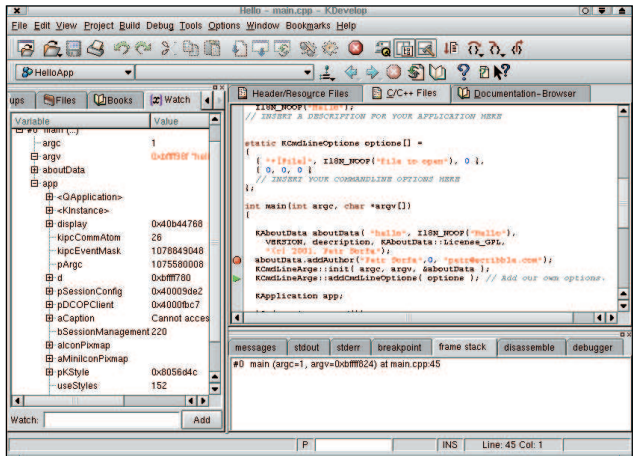 Hello - main.cpp - KDevelop
File Edit View Project Build Debug Tools Options Window Bookmarks Help
HelloApp
ups Files Books Watch
Variable Value
#0 main (...)
argc 1
argv 0xbffff98f "hell
aboutData
app
<QApplication>
<KInstance>
display 0x40b44768
kipcCommAtom 26
kipcEventMask 1078849048
pArgc 1075580008
d 0xbffff780
pSessionConfig 0x40009de2
pDCOPClient 0x4000fbc7
aCaption Cannot acces
bSessionManagement 220
aIconPixmap
aMiniIconPixmap
pKStyle 0x8056d4c
useStyles 152
Watch: Add
Header/Resource Files C/C++ Files Documentation-Browser
I18N_NOOP("Hello");
// INSERT A DESCRIPTION FOR YOUR APPLICATION HERE
static KCmdLineOptions options[] =
{
{ "+[File]", I18N_NOOP("file to open"), 0 },
{ 0, 0, 0 }
// INSERT YOUR COMMANDLINE OPTIONS HERE
};
int main(int argc, char *argv[])
{
KAboutData aboutData( "hello", I18N_NOOP("Hello"),
VERSION, description, KAboutData::License_GPL,
"(c) 2001, Petr Dorfa",
aboutData.addAuthor("Petr Dorfa",0, "petr@scribble.com");
KCmdLineArgs::init( argc, argv, &aboutData );
KCmdLineArgs::addCmdLineOptions( options ); // Add our own options.
KApplication app;
messages stdout stderr breakpoint frame stack disassemble debugger
#0 main (argc=1, argv=0xbffff824) at main.cpp:45
P INS Line: 45 Col: 1